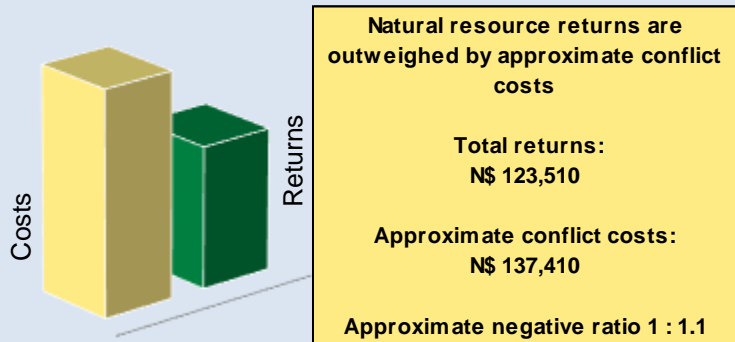 Costs
Returns
Natural resource returns are
outweighed by approximate conflict
costs
Total returns:
N$ 123,510
Approximate conflict costs:
N$ 137,410
Approximate negative ratio 1 : 1.1